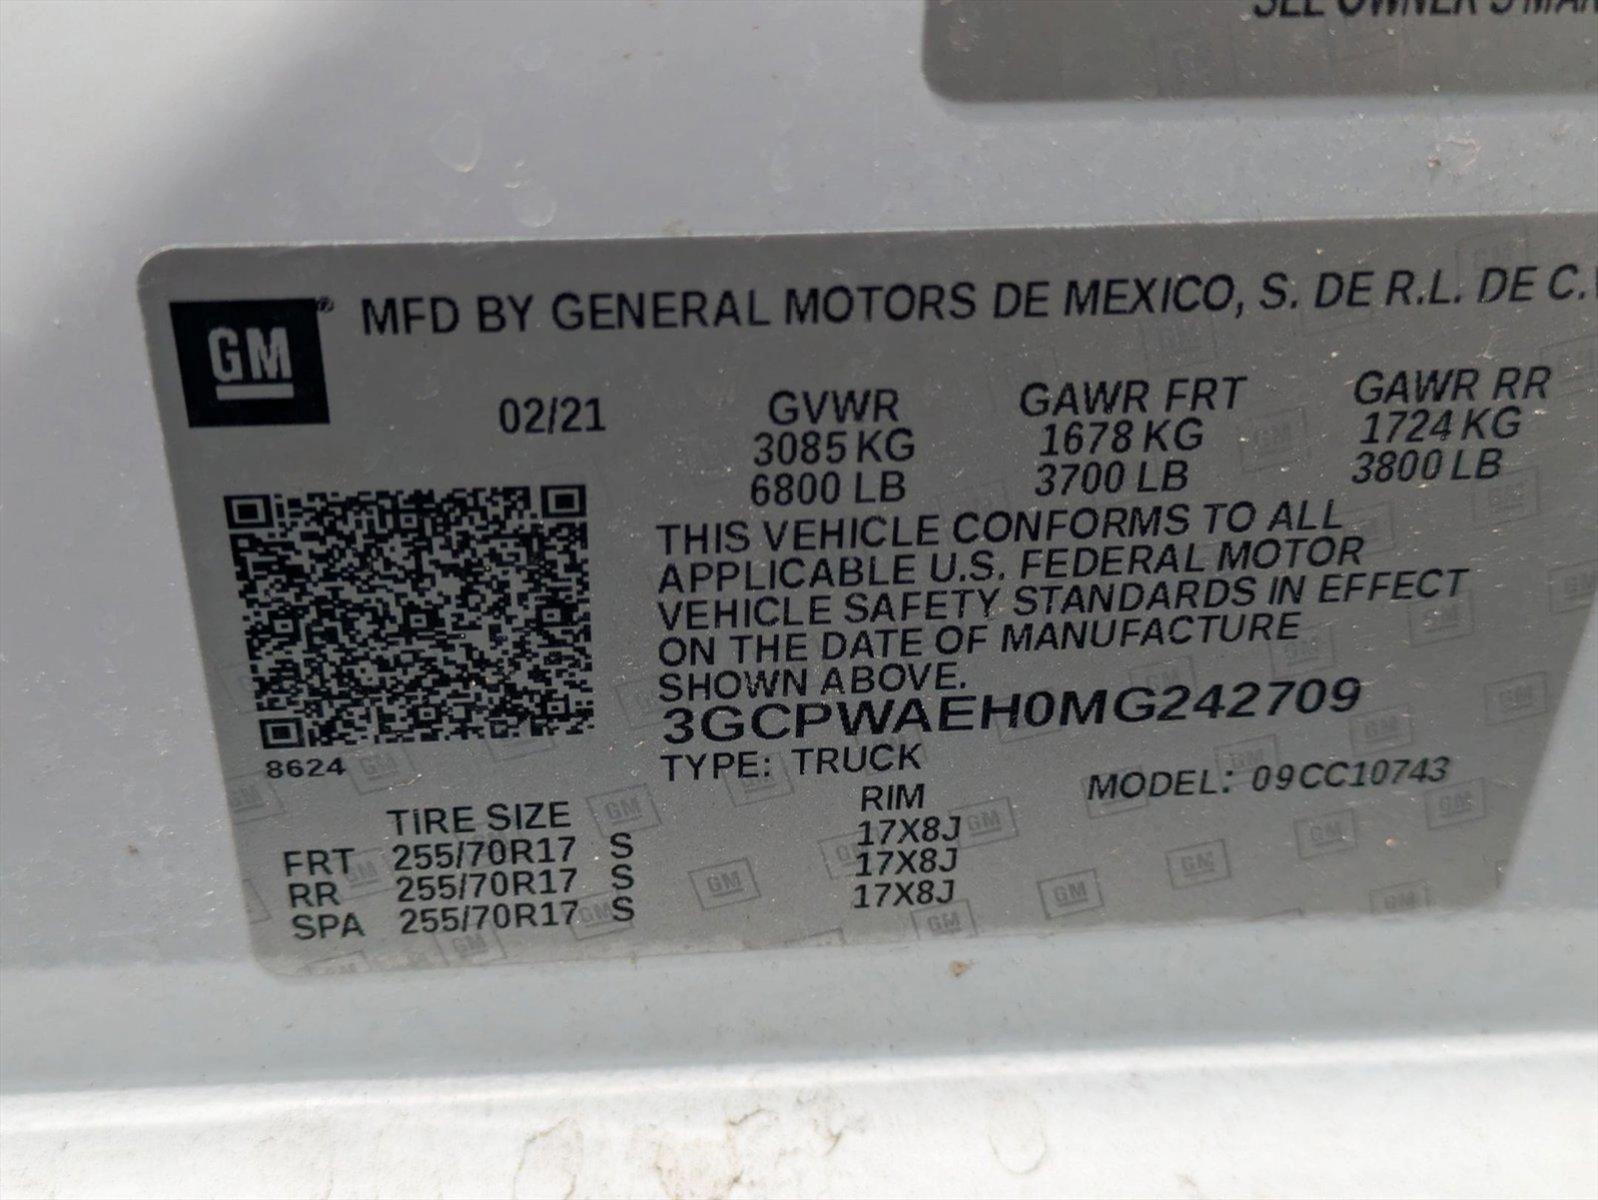 SEE OWNER'S MAN
GM
MFD BY GENERAL MOTORS DE MEXICO, S. DE R.L. DE C.V
02/21
GVWR
3085 KG
6800 LB
GAWR FRT
1678 KG
3700 LB
GAWR RR
1724 KG
3800 LB
THIS VEHICLE CONFORMS TO ALL
APPLICABLE U.S. FEDERAL MOTOR
VEHICLE SAFETY STANDARDS IN EFFECT
ON THE DATE OF MANUFACTURE
SHOWN ABOVE.
3GCPWAEH0MG242709
TYPE: TRUCK
MODEL: 09CC10743
8624
TIRE SIZE RIM
FRT 255/70R17 S 17X8J
RR 255/70R17 S 17X8J
SPA 255/70R17 S 17X8J